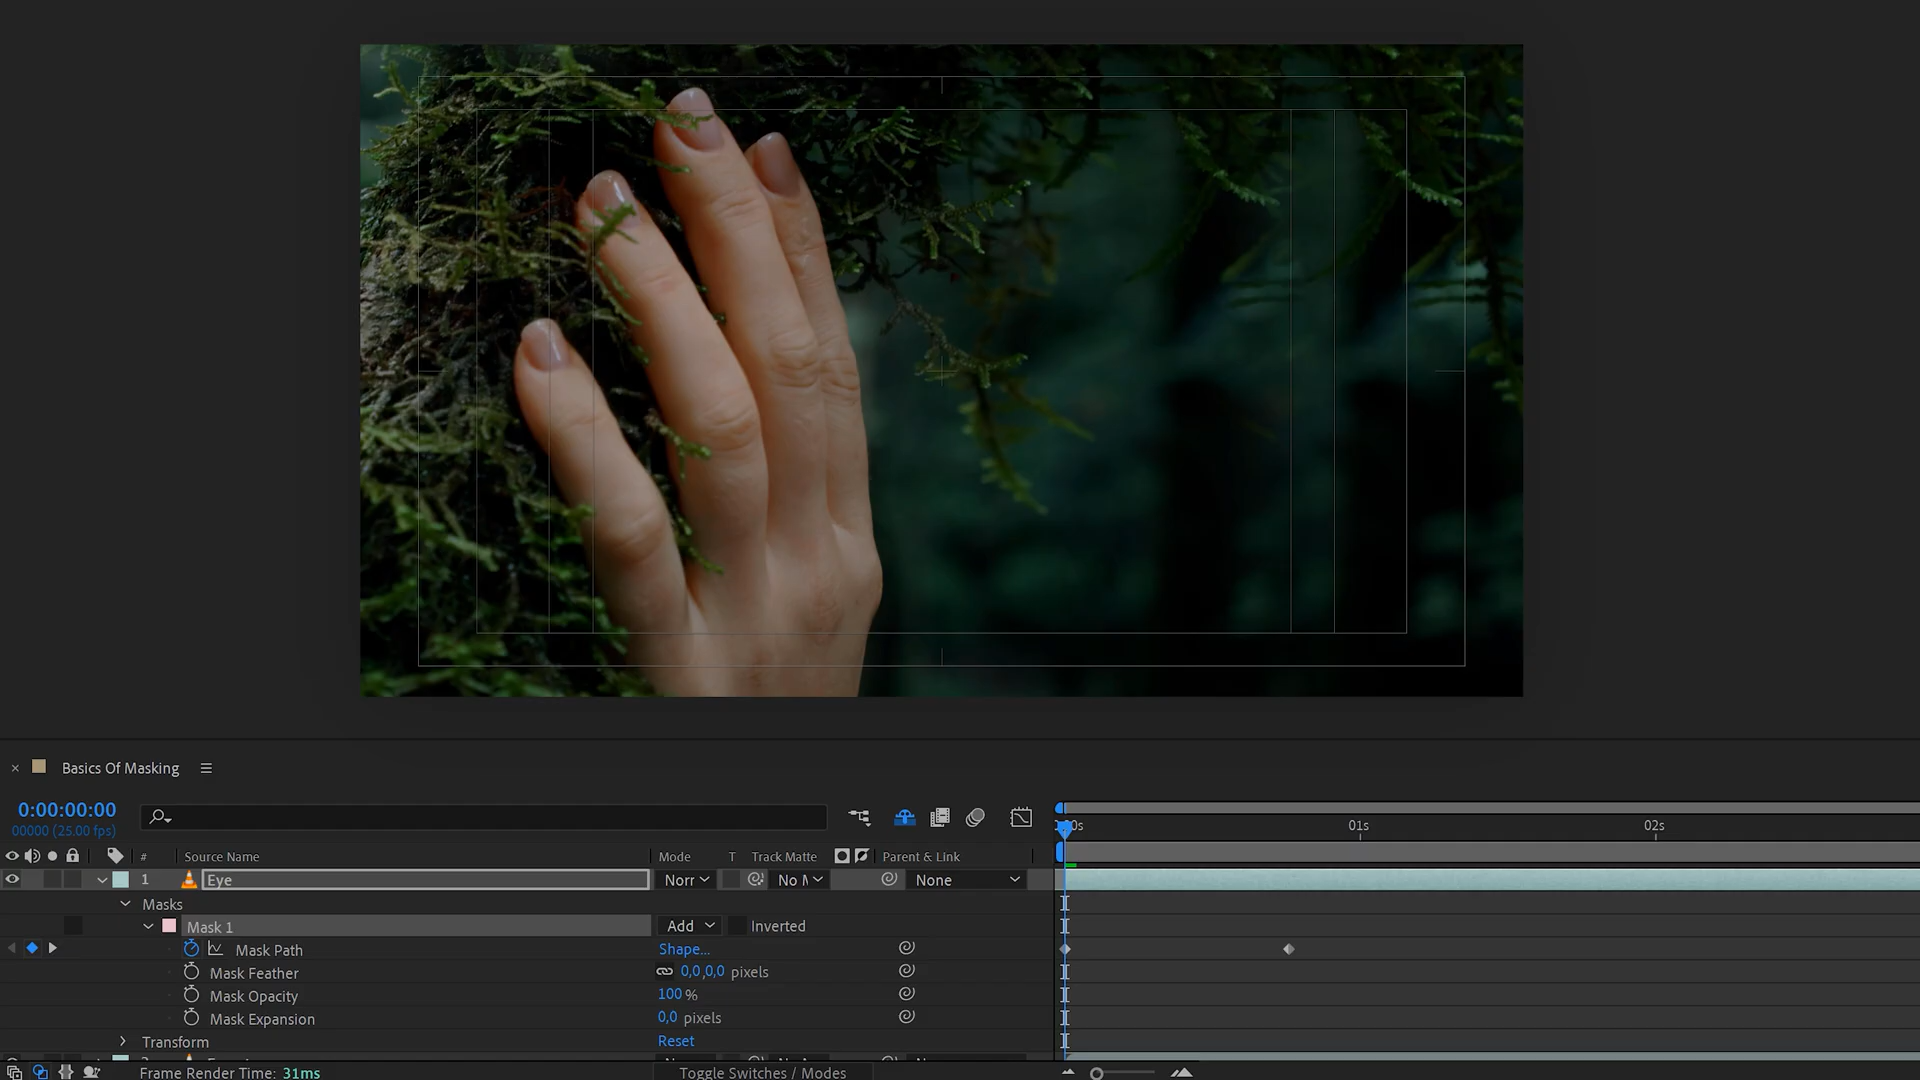 Basics Of Masking
0:00:00:00
00000 (25.00 fps)
0s 01s 02s
# Source Name Mode T Track Matte Parent & Link
1 Eye Norr No M None
Masks
Mask 1 Add Inverted
Mask Path Shape...
Mask Feather 0,0,0,0 pixels
Mask Opacity 100 %
Mask Expansion 0,0 pixels
Transform Reset
Frame Render Time: 31ms Toggle Switches / Modes